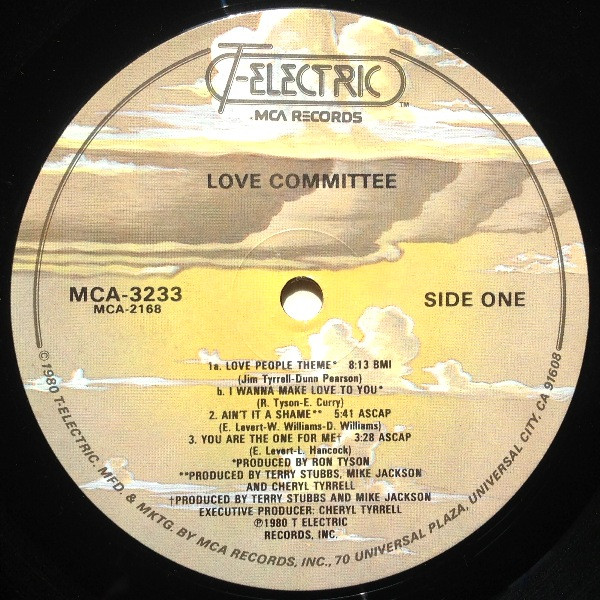 T-ELECTRIC™
MCA RECORDS
LOVE COMMITTEE
MCA-3233
MCA-2168
SIDE ONE
1a. LOVE PEOPLE THEME* 8:13 BMI
(Jim Tyrrell-Dunn Pearson)
b. I WANNA MAKE LOVE TO YOU*
(R. Tyson-E. Curry)
2. AIN'T IT A SHAME** 5:41 ASCAP
(E. Levert-W. Williams-D. Williams)
3. YOU ARE THE ONE FOR ME† 3:28 ASCAP
(E. Levert-L. Hancock)
*PRODUCED BY RON TYSON
**PRODUCED BY TERRY STUBBS, MIKE JACKSON
AND CHERYL TYRRELL
†PRODUCED BY TERRY STUBBS AND MIKE JACKSON
EXECUTIVE PRODUCER: CHERYL TYRRELL
℗1980 T ELECTRIC
RECORDS, INC.
©1980 T-ELECTRIC. MFD. & MKTG. BY MCA RECORDS, INC., 70 UNIVERSAL PLAZA, UNIVERSAL CITY, CA 91608